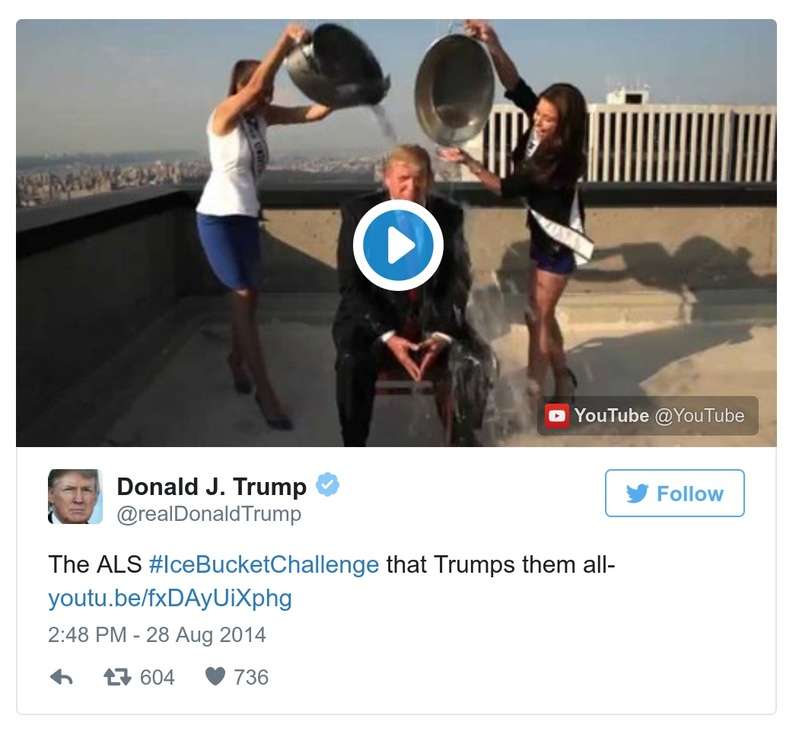 YouTube @YouTube
Donald J. Trump
@realDonaldTrump
Follow
The ALS #IceBucketChallenge that Trumps them all-
youtu.be/fxDAyUiXphg
2:48 PM - 28 Aug 2014
604 736